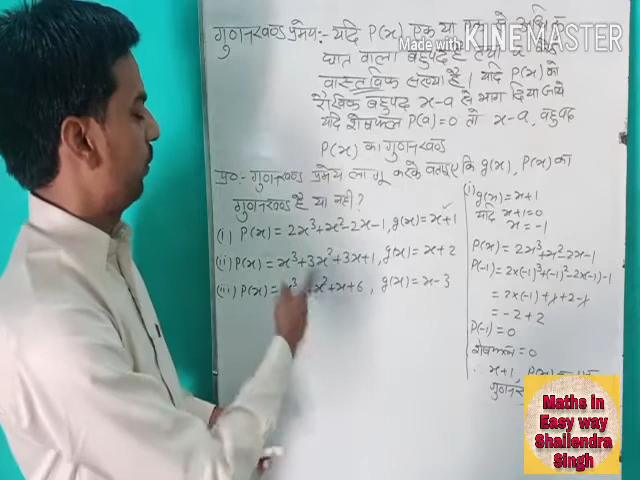 गुणनखण्ड प्रमेय:- यदि P(x) एक या
Made with KINEMASTER
घात वाला बहुपद है तथा
वास्तविक संख्या है। यदि P(x) को
रैखिक बहुपद x-a से भाग दिया जाये
यदि शेषफल P(a)=0 तो x-a, बहुपद
P(x) का गुणनखण्ड
प्र०:- गुणनखण्ड प्रमेय लागू करके बताइए कि g(x), P(x) का
गुणनखण्ड है या नहीं?
(i) P(x) = 2x³+x²-2x-1, g(x)=x+1
(ii) P(x) = x³+3x²+3x+1, g(x) = x+2
(iii) P(x) = x²+x+6, g(x) = x-3
(i) g(x)=x+1
यदि x+1=0
x=-1
P(x) = 2x³+x²-2x-1
P(-1) = 2x(-1)³+(-1)²-2x(-1)-1
= 2x(-1)+1+2-1
= -2+2
P(-1)=0
शेषफल=0
∴ x+1, P(x)
Maths in
Easy way
Shailendra
Singh